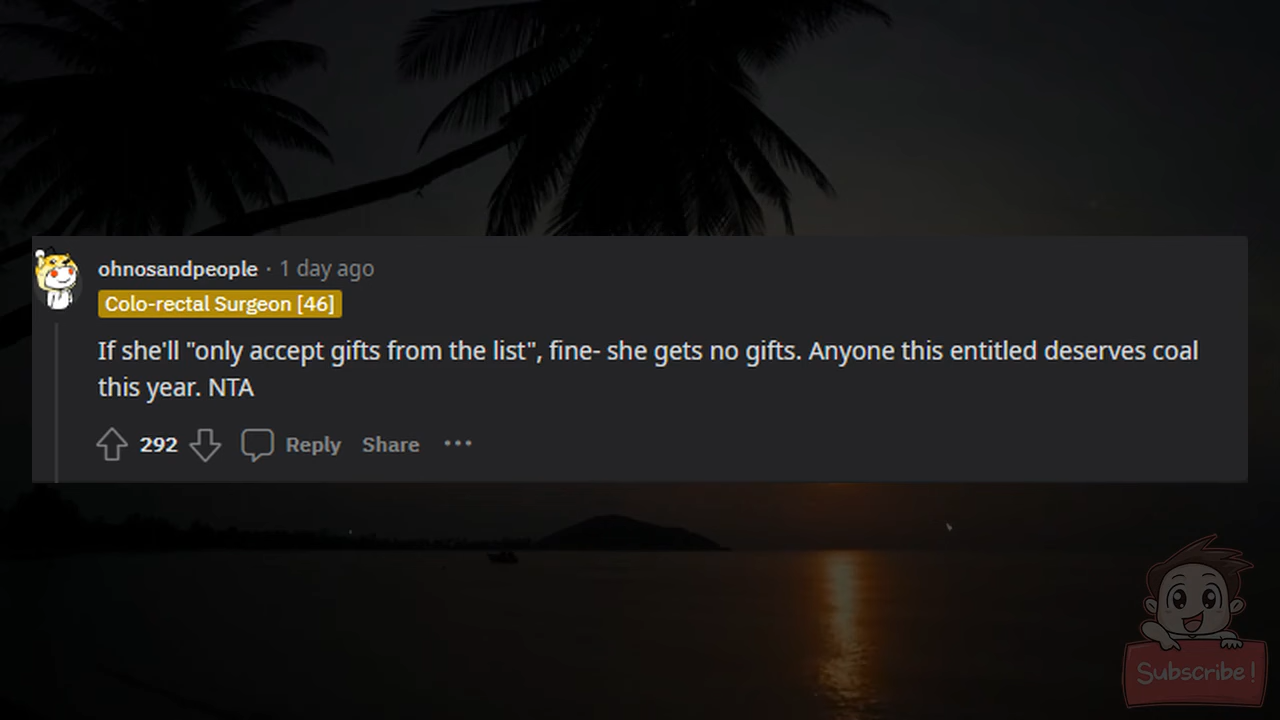 ohnosandpeople · 1 day ago
Colo-rectal Surgeon [46]
If she'll "only accept gifts from the list", fine- she gets no gifts. Anyone this entitled deserves coal
this year. NTA
292 Reply Share ···
Subscribe!